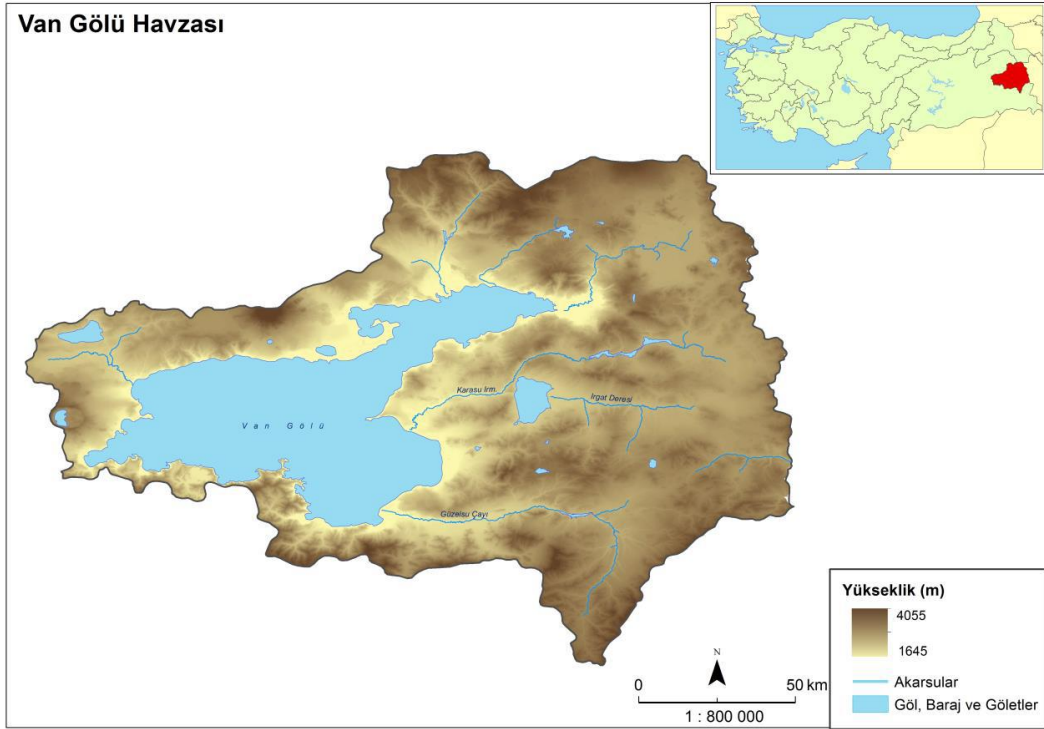 Van Gölü Havzası
Karasu Irm.
Irgat Deresi
Van Gölü
Güzelsu Çayı
Yükseklik (m)
4055
1645
Akarsular
Göl, Baraj ve Göletler
N
0 50 km
1 : 800 000